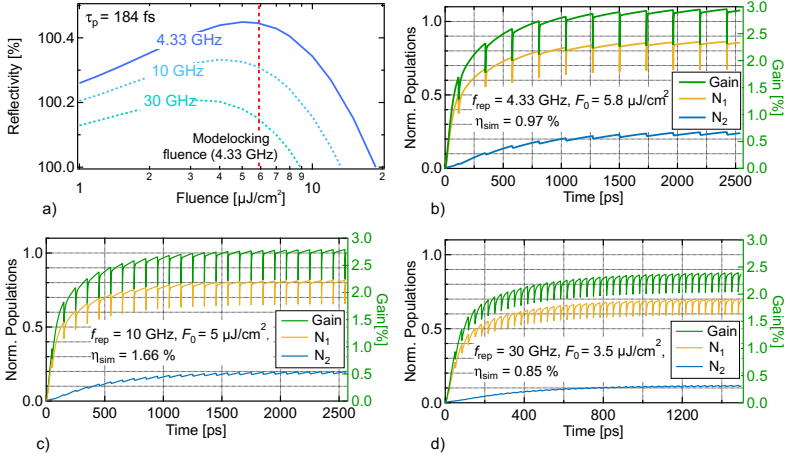 τp = 184 fs
4.33 GHz
10 GHz
30 GHz
Modelocking
fluence (4.33 GHz)
Reflectivity [%]
100.4
100.2
100.0
1
2
3
4
5
6
7
8
9
10
2
Fluence [µJ/cm²]
a)
Norm. Populations
1.0
0.5
0.0
Gain
N₁
N₂
f_rep = 4.33 GHz, F₀ = 5.8 µJ/cm²
η_sim = 0.97 %
0
500
1000
1500
2000
2500
Time [ps]
Gain [%]
3.0
2.5
2.0
1.5
1.0
0.5
0.0
b)
Norm. Populations
1.0
0.5
0.0
Gain
N₁
N₂
f_rep = 10 GHz, F₀ = 5 µJ/cm²,
η_sim = 1.66 %
0
500
1000
1500
2000
2500
Time [ps]
Gain[%]
3.0
2.5
2.0
1.5
1.0
0.5
0.0
c)
Norm. Populations
1.0
0.5
0.0
Gain
N₁
N₂
f_rep = 30 GHz, F₀ = 3.5 µJ/cm²,
η_sim = 0.85 %
0
400
800
1200
Time [ps]
Gain[%]
3.0
2.5
2.0
1.5
1.0
0.5
0.0
d)